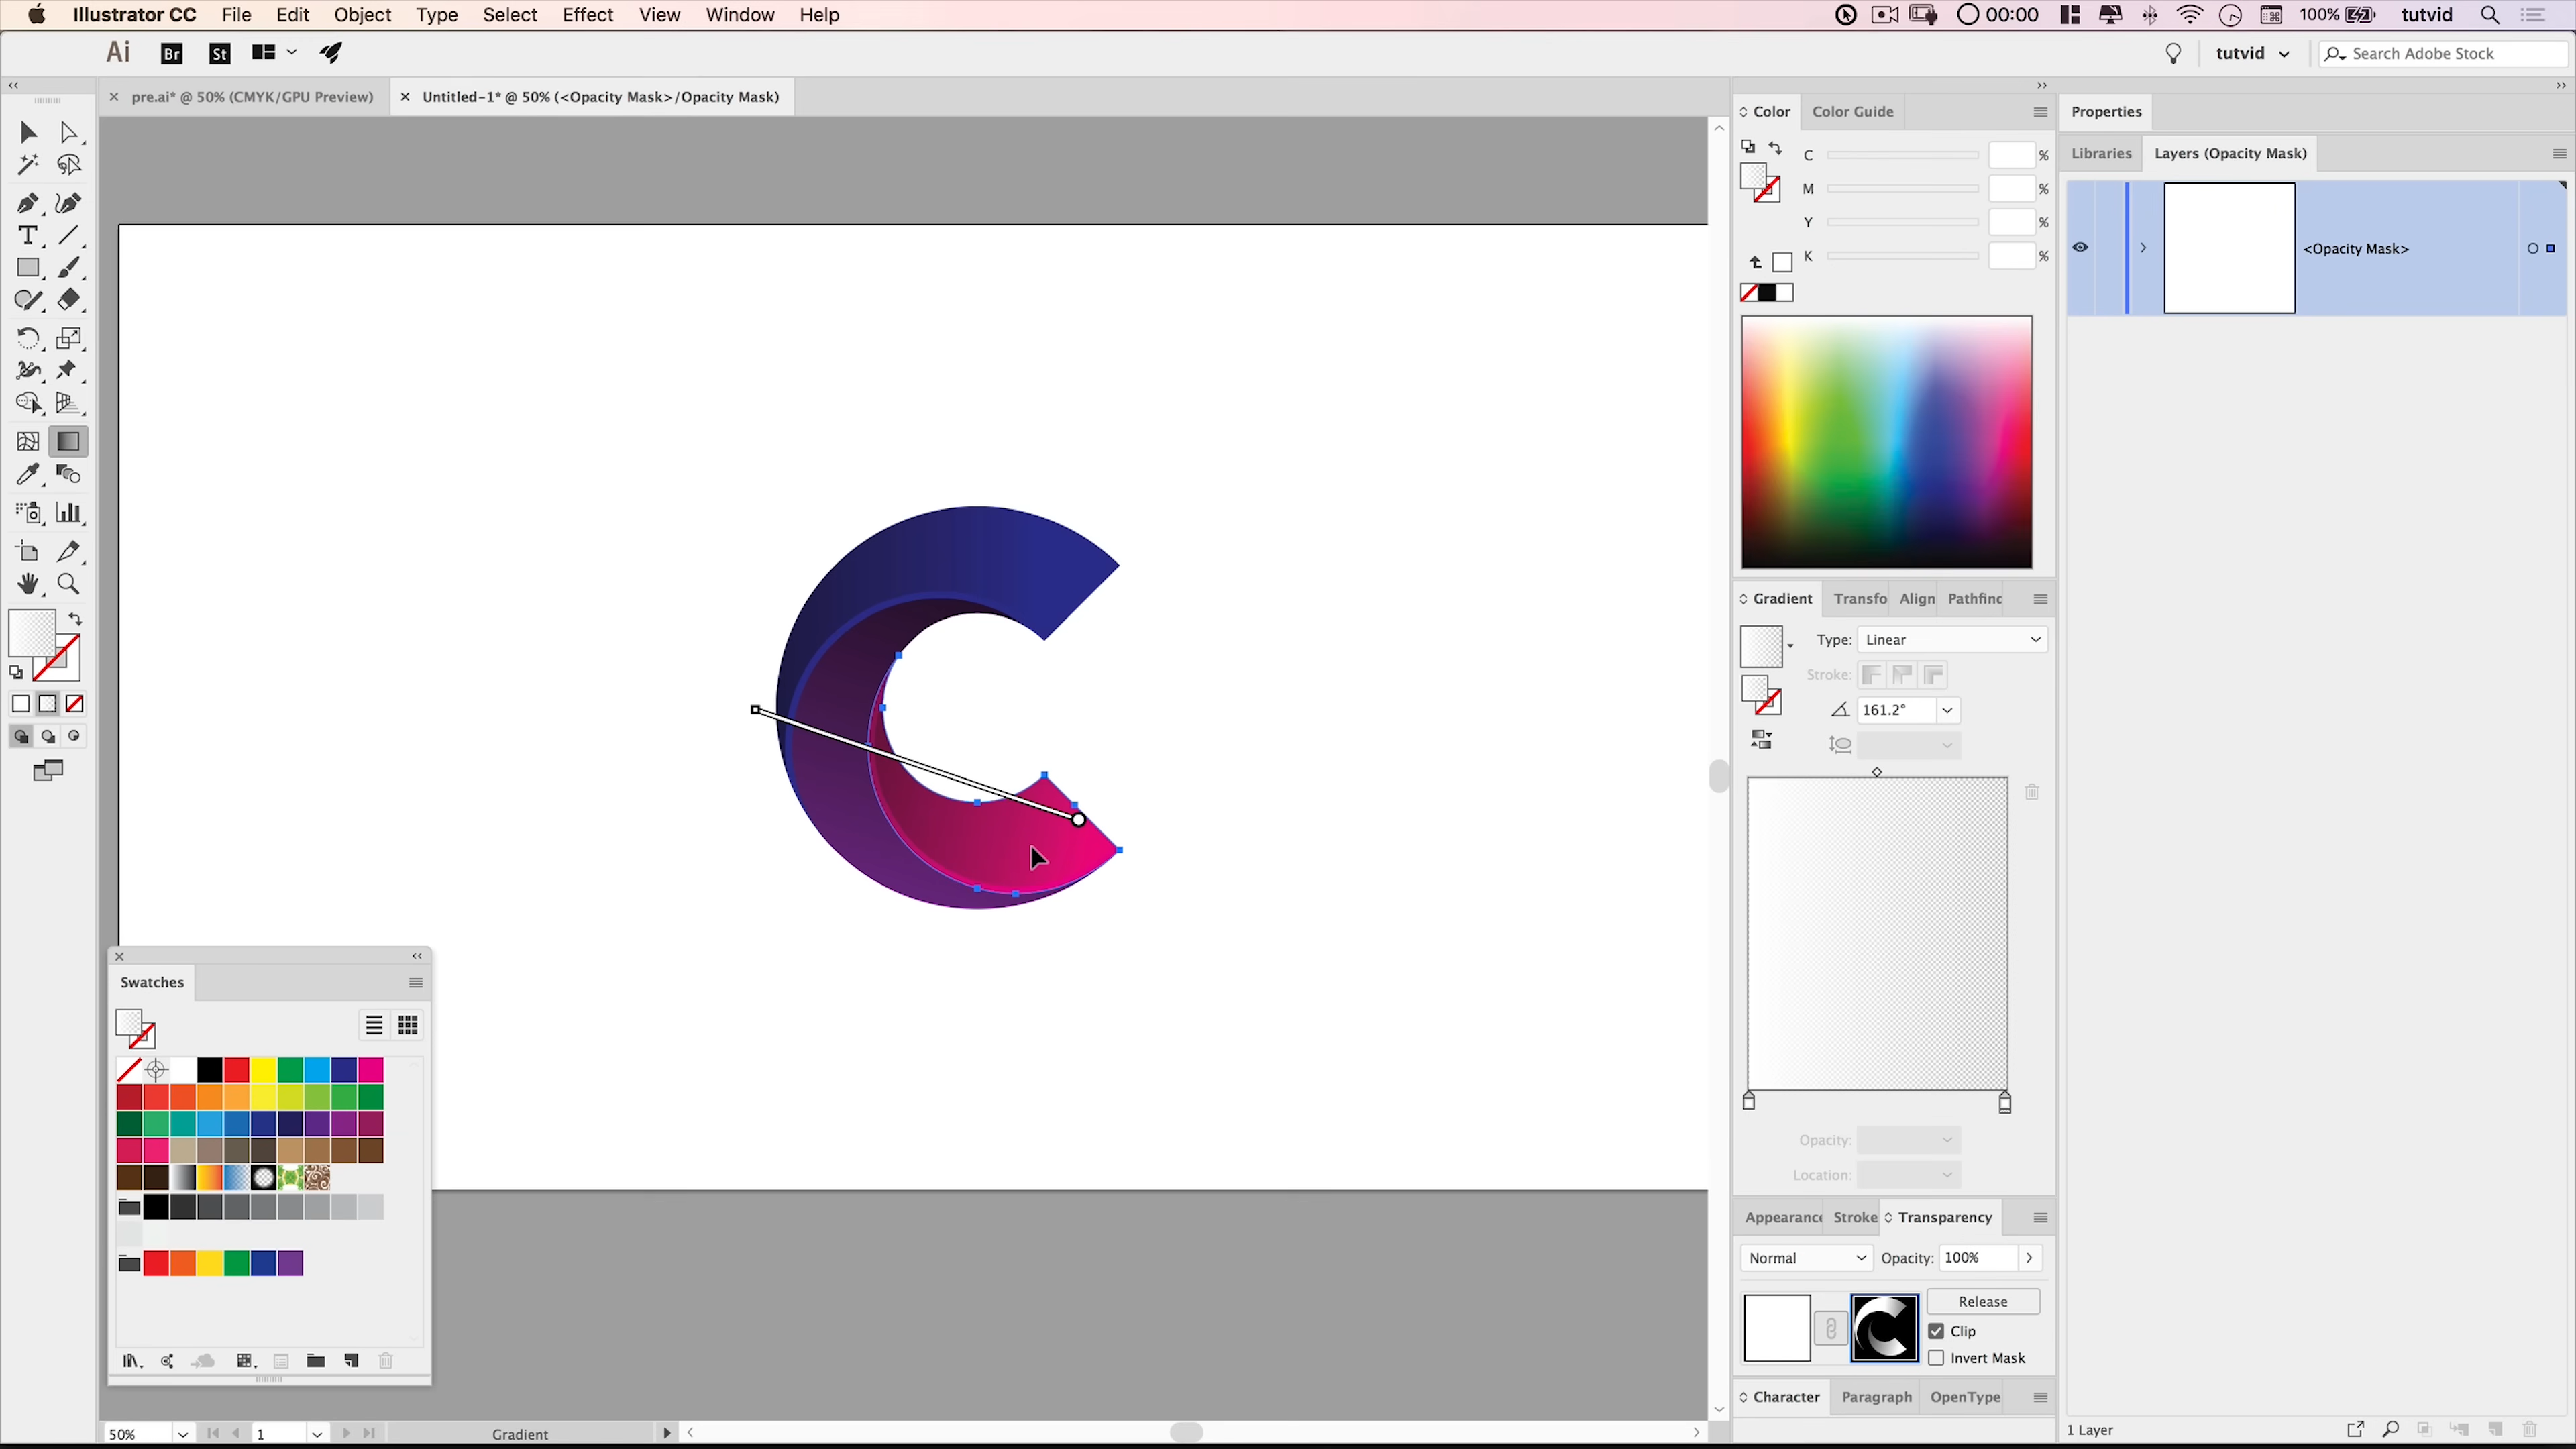 Illustrator CC File Edit Object Type Select Effect View Window Help 00:00 100% tutvid
Ai Br St tutvid Search Adobe Stock
pre.ai* @ 50% (CMYK/GPU Preview) Untitled-1* @ 50% (<Opacity Mask>/Opacity Mask)
Color Color Guide
C %
M %
Y %
K %
Properties
Libraries Layers (Opacity Mask)
<Opacity Mask>
T
Gradient Transfo Align Pathfinc
Type: Linear
Stroke:
161.2°
Opacity:
Location:
Appearance Stroke Transparency
Normal Opacity: 100%
Release
Clip
Invert Mask
Character Paragraph OpenType
Swatches
50% 1 Gradient
1 Layer